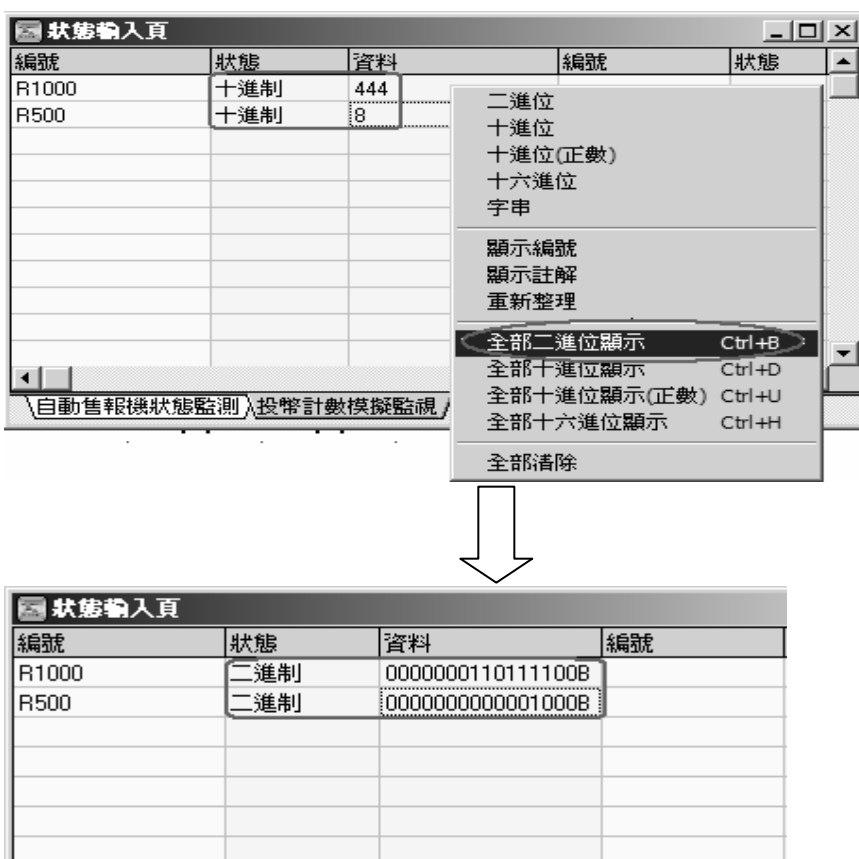 狀態輸入頁
編號 狀態 資料 編號 狀態
R1000 十進制 444
R500 十進制 8
二進位
十進位
十進位(正數)
十六進位
字串
顯示編號
顯示註解
重新整理
全部二進位顯示 Ctrl+B
全部十進位顯示 Ctrl+D
全部十進位顯示(正數) Ctrl+U
全部十六進位顯示 Ctrl+H
全部清除
自動售報機狀態監測 投幣計數模擬監視
狀態輸入頁
編號 狀態 資料 編號
R1000 二進制 0000000110111100B
R500 二進制 0000000000001000B